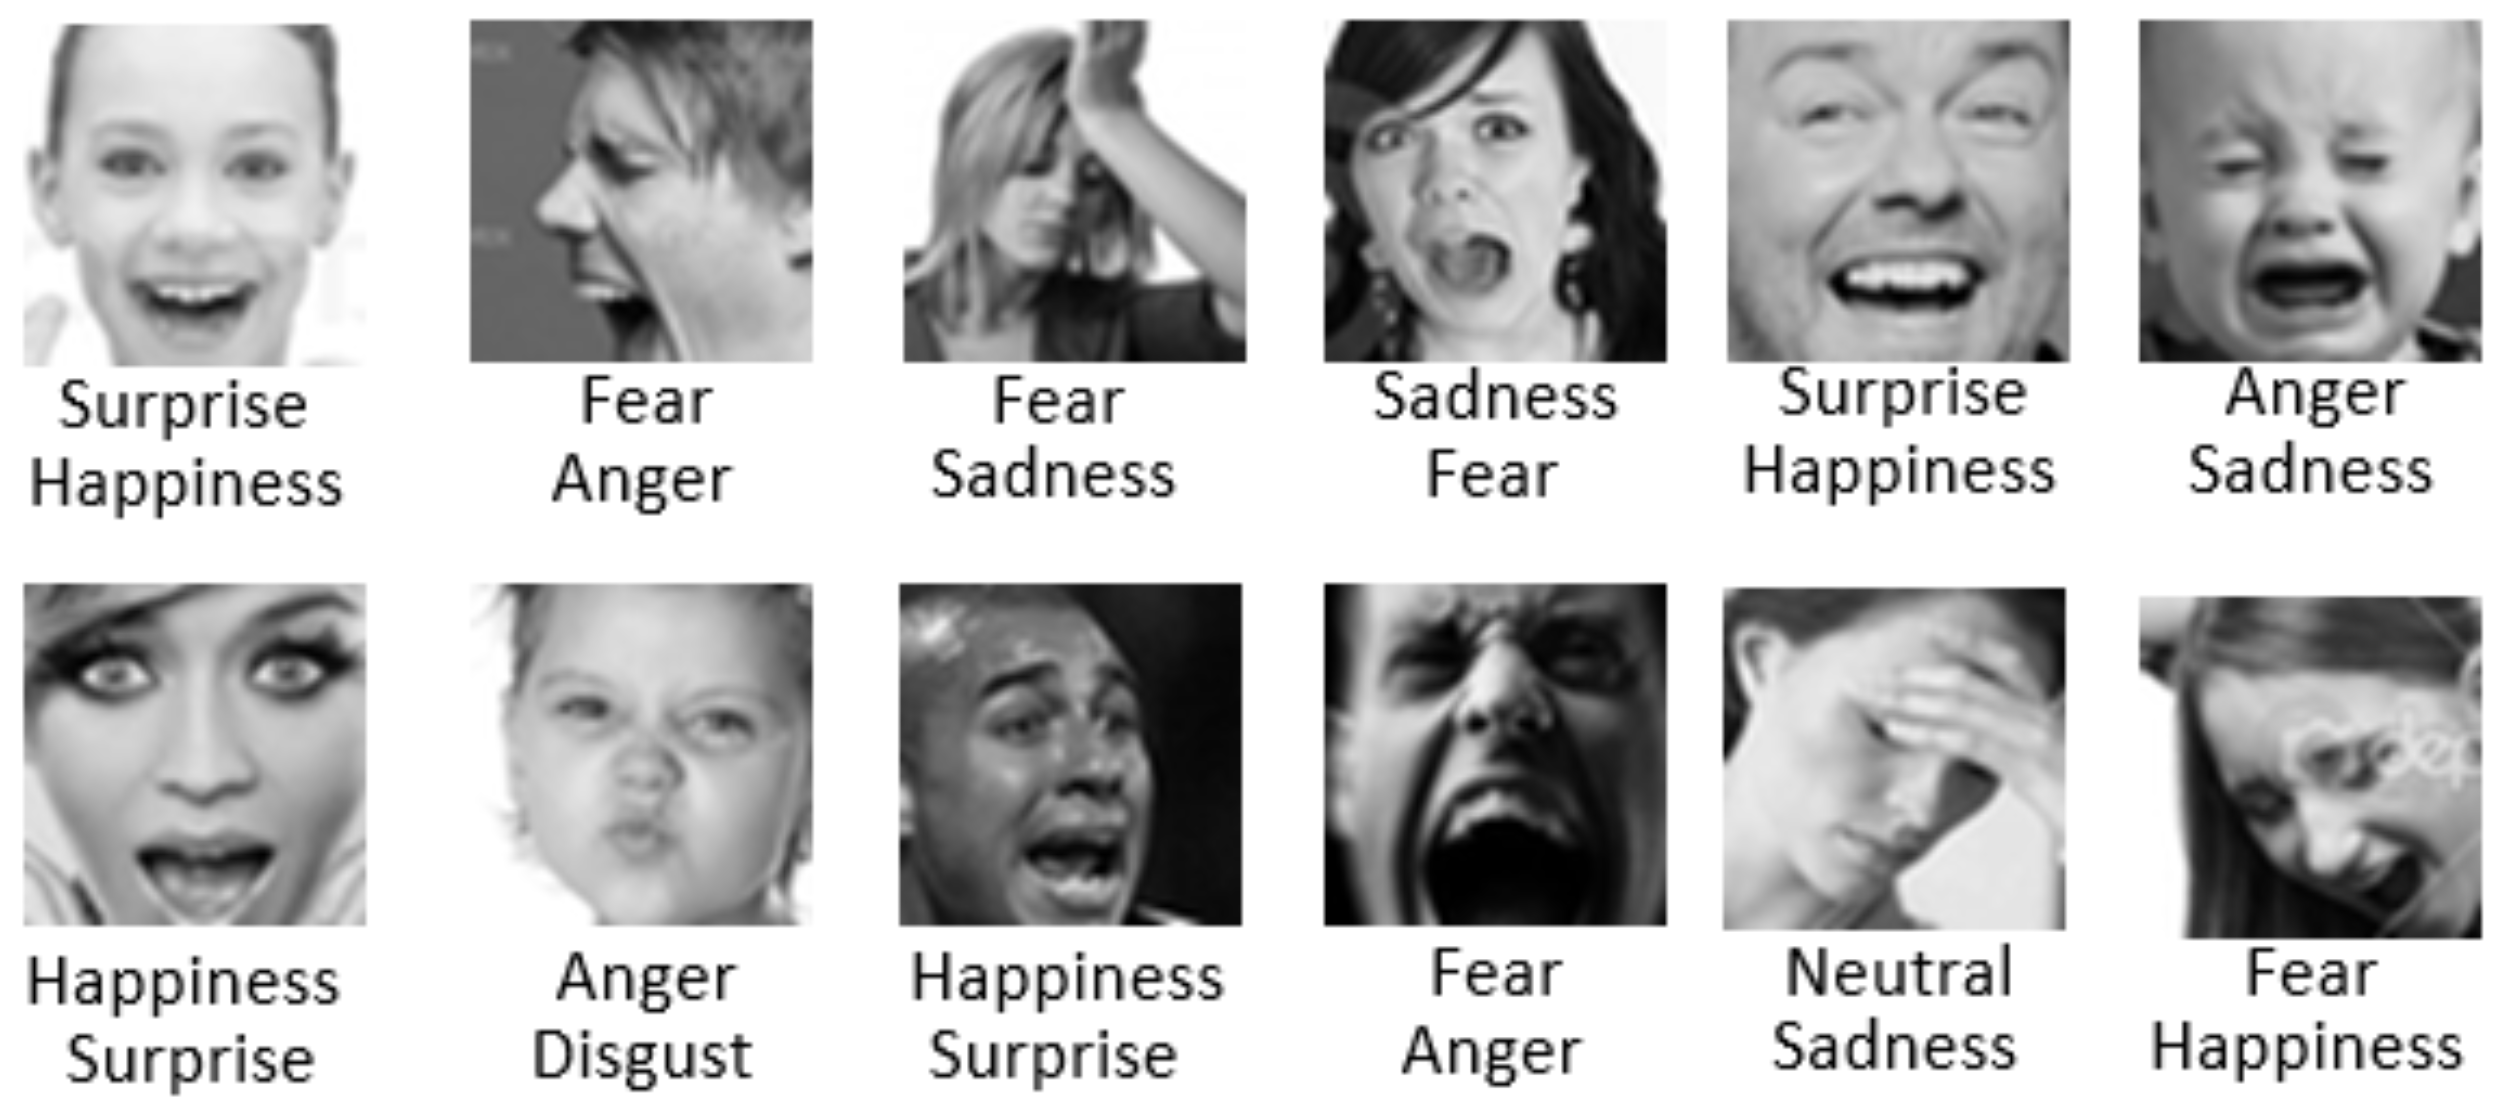 Surprise
Happiness
Fear
Anger
Fear
Sadness
Sadness
Fear
Surprise
Happiness
Anger
Sadness
Happiness
Surprise
Anger
Disgust
Happiness
Surprise
Fear
Anger
Neutral
Sadness
Fear
Happiness